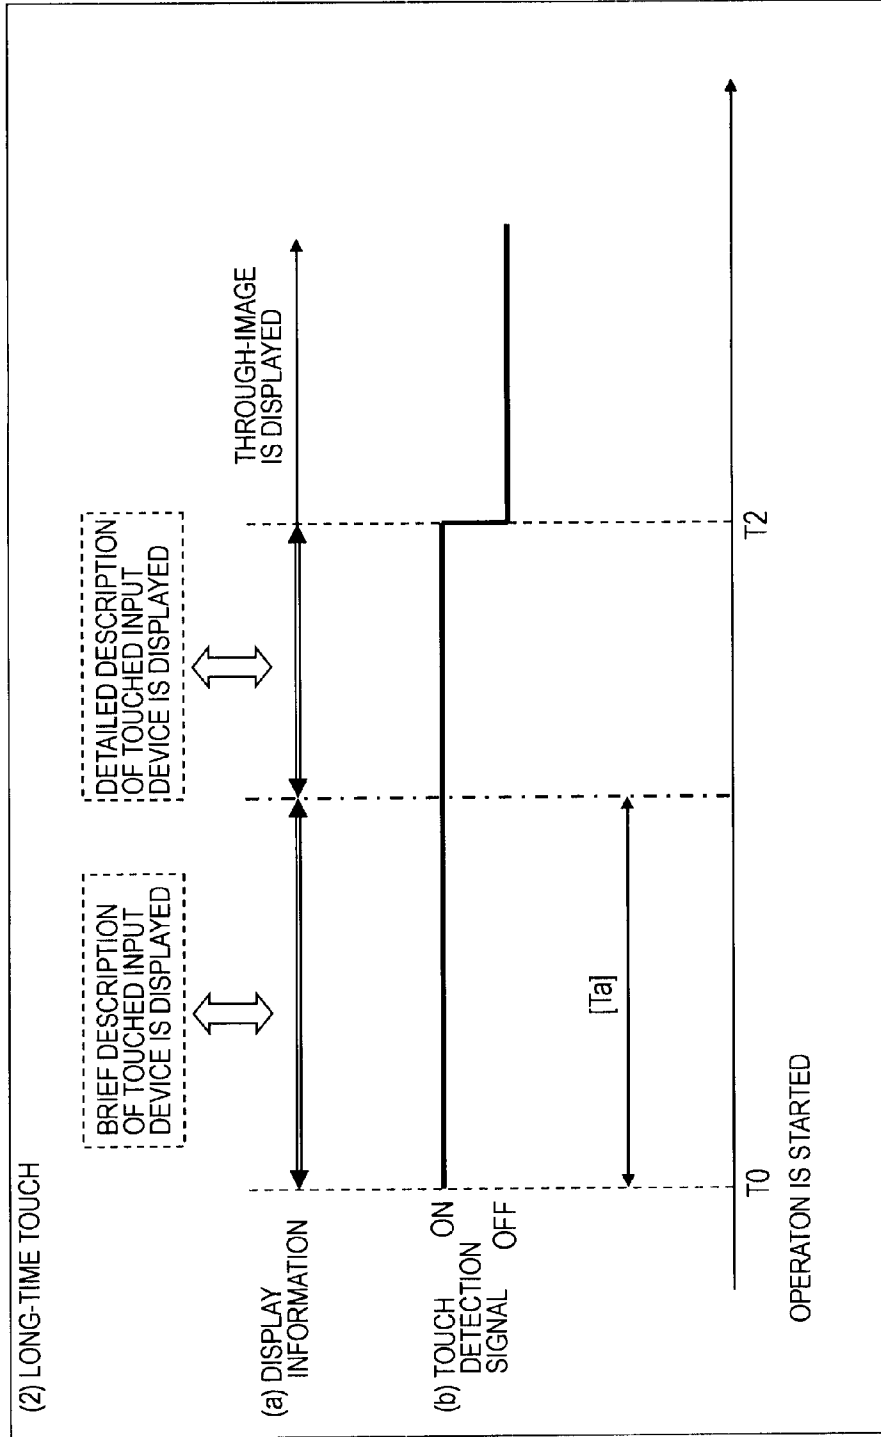 (2) LONG-TIME TOUCH
BRIEF DESCRIPTION
OF TOUCHED INPUT
DEVICE IS DISPLAYED
DETAILED DESCRIPTION
OF TOUCHED INPUT
DEVICE IS DISPLAYED
(a) DISPLAY
INFORMATION
THROUGH-IMAGE
IS DISPLAYED
(b) TOUCH
DETECTION
SIGNAL
ON
OFF
[Ta]
T0
T2
OPERATON IS STARTED